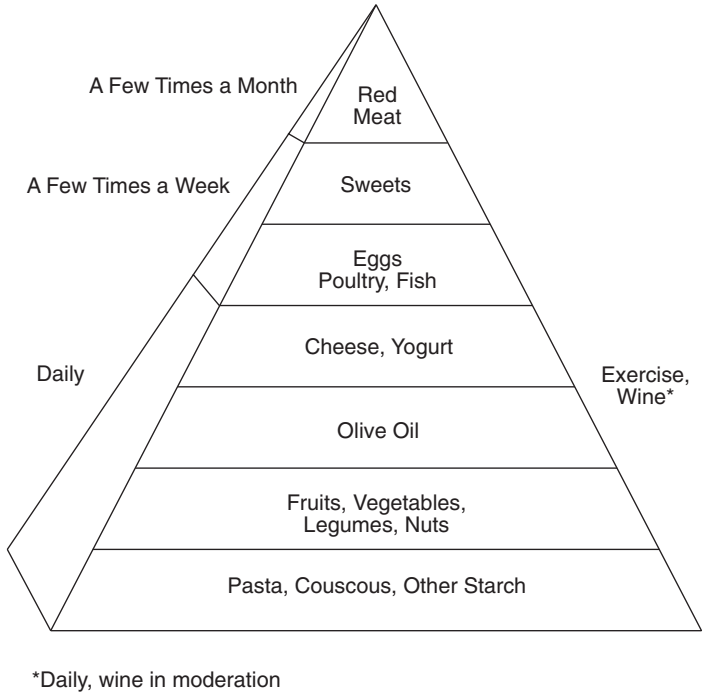 A Few Times a Month
Red
Meat
A Few Times a Week
Sweets
Eggs
Poultry, Fish
Cheese, Yogurt
Daily
Exercise,
Wine*
Olive Oil
Fruits, Vegetables,
Legumes, Nuts
Pasta, Couscous, Other Starch
*Daily, wine in moderation